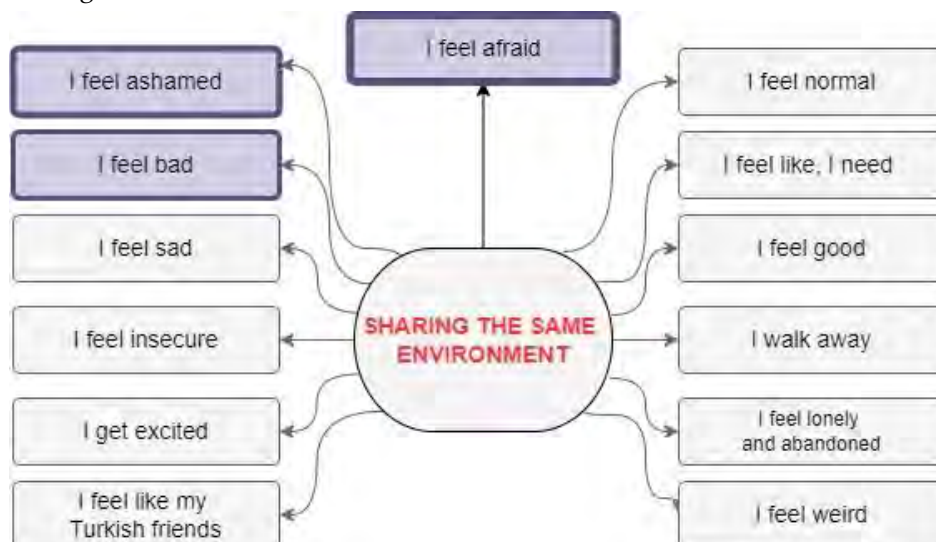 I feel afraid
I feel ashamed
I feel bad
I feel sad
I feel insecure
I get excited
I feel like my
Turkish friends
SHARING THE SAME
ENVIRONMENT
I feel normal
I feel like, I need
I feel good
I walk away
I feel lonely
and abandoned
I feel weird